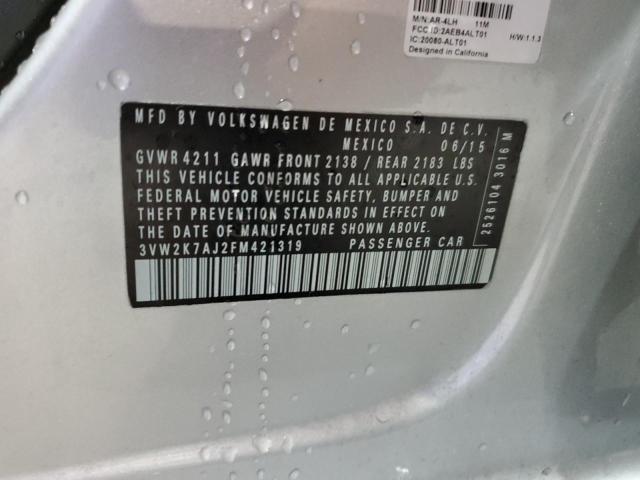 M/N:AR-4LH 11M
FCC ID:2AEB4ALT01
IC:20080-ALT01 H/W:1.1.3
Designed in California
MFD BY VOLKSWAGEN DE MEXICO S.A. DE C.V.
MEXICO 06/15
GVWR 4211 GAWR FRONT 2138 / REAR 2183 LBS
THIS VEHICLE CONFORMS TO ALL APPLICABLE U.S.
FEDERAL MOTOR VEHICLE SAFETY, BUMPER AND
THEFT PREVENTION STANDARDS IN EFFECT ON
THE DATE OF MANUFACTURE SHOWN ABOVE.
3VW2K7AJ2FM421319 PASSENGER CAR
2528104 3016 M